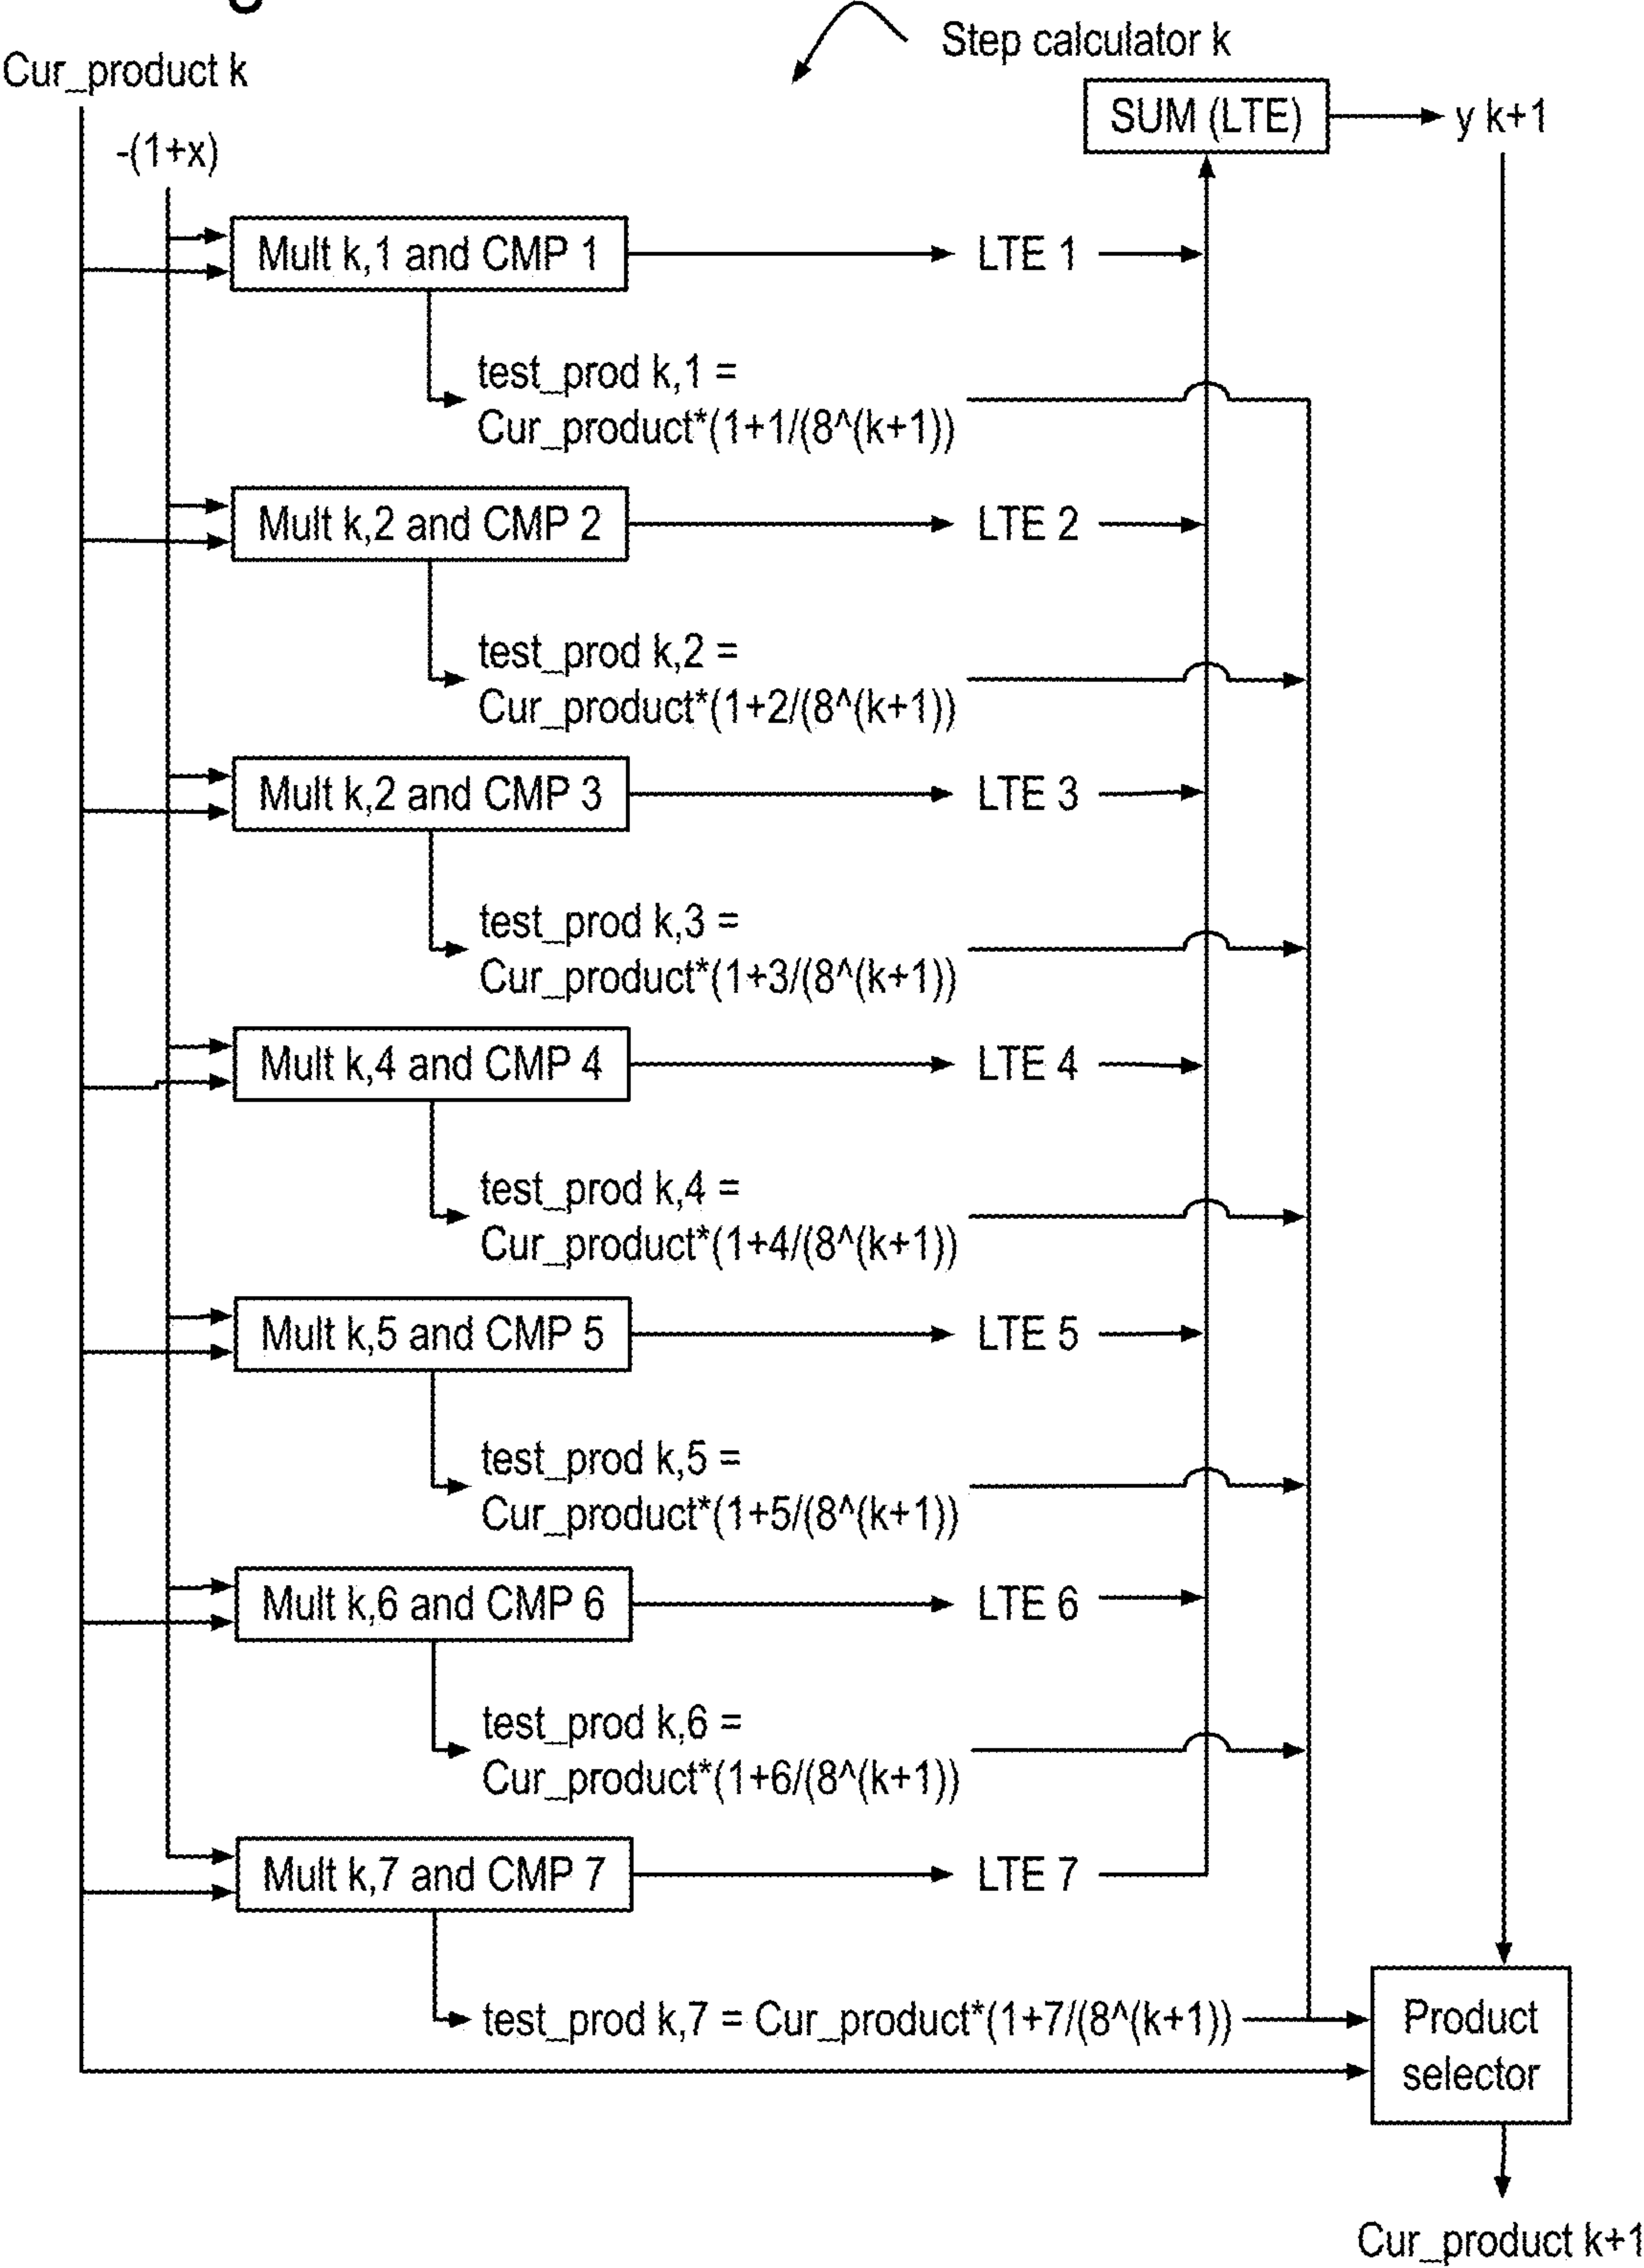 Step calculator k
Cur_product k
SUM (LTE)
y k+1
-(1+x)
Mult k,1 and CMP 1
LTE 1
test_prod k,1 =
Cur_product*(1+1/(8^(k+1))
Mult k,2 and CMP 2
LTE 2
test_prod k,2 =
Cur_product*(1+2/(8^(k+1))
Mult k,2 and CMP 3
LTE 3
test_prod k,3 =
Cur_product*(1+3/(8^(k+1))
Mult k,4 and CMP 4
LTE 4
test_prod k,4 =
Cur_product*(1+4/(8^(k+1))
Mult k,5 and CMP 5
LTE 5
test_prod k,5 =
Cur_product*(1+5/(8^(k+1))
Mult k,6 and CMP 6
LTE 6
test_prod k,6 =
Cur_product*(1+6/(8^(k+1))
Mult k,7 and CMP 7
LTE 7
test_prod k,7 = Cur_product*(1+7/(8^(k+1))
Product
selector
Cur_product k+1